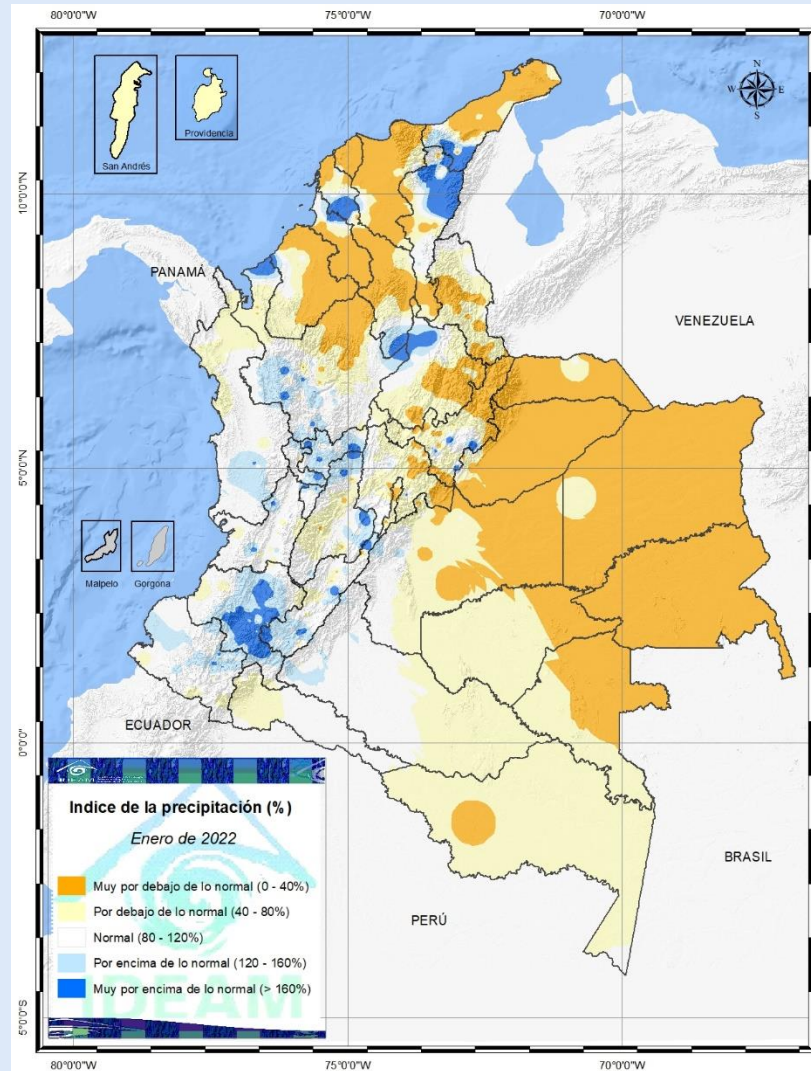 80°0'0"W 75°0'0"W 70°0'0"W
N
W E
S
San Andrés
Providencia
10°0'0"N
PANAMÁ
VENEZUELA
5°0'0"N
Malpelo
Gorgona
ECUADOR
0°0'0"
IDEAM
Indice de la precipitación (%)
Enero de 2022
Muy por debajo de lo normal (0 - 40%)
Por debajo de lo normal (40 - 80%)
Normal (80 - 120%)
Por encima de lo normal (120 - 160%)
Muy por encima de lo normal (> 160%)
IDEAM
BRASIL
PERÚ
5°0'0"S
80°0'0"W 75°0'0"W 70°0'0"W